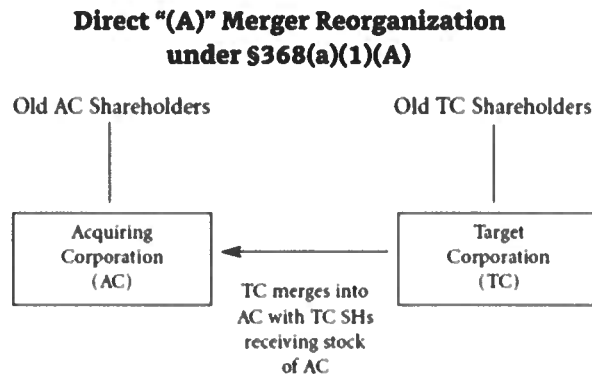 Direct “(A)” Merger Reorganization
under §368(a)(1)(A)
Old AC Shareholders
Old TC Shareholders
Acquiring
Corporation
(AC)
Target
Corporation
(TC)
TC merges into
AC with TC SHs
receiving stock
of AC